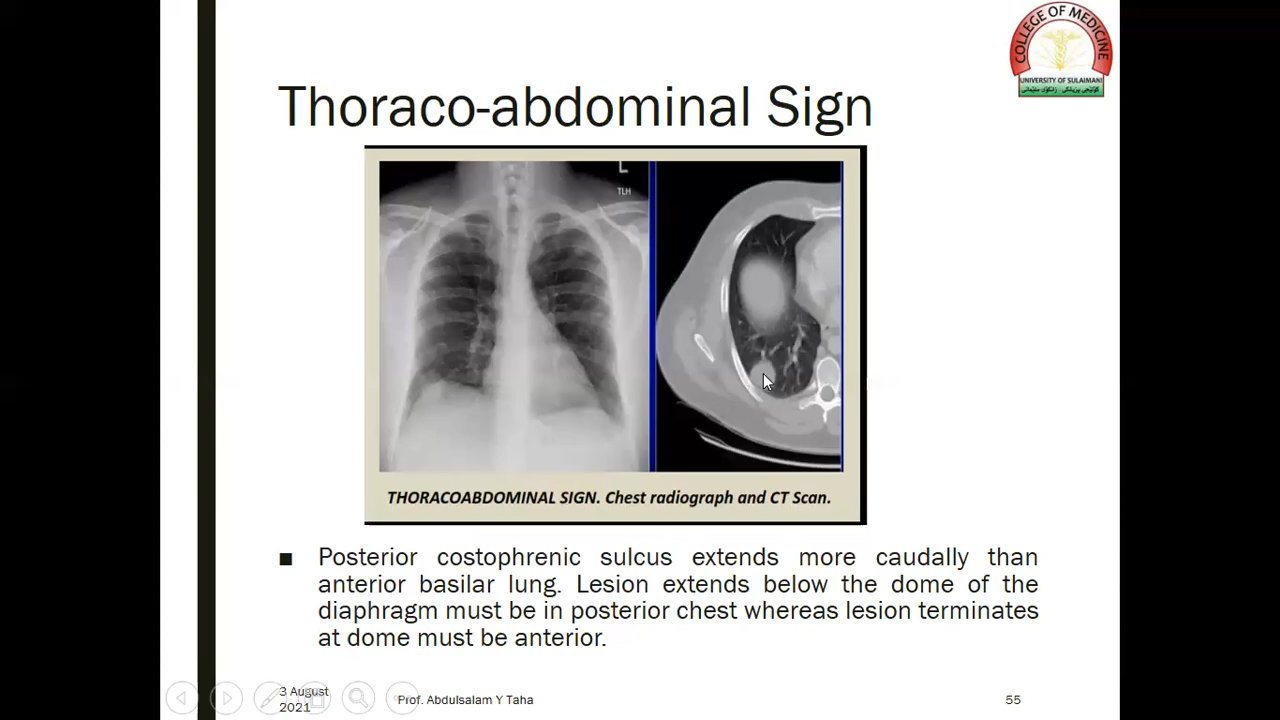 COLLEGE OF MEDICINE
UNIVERSITY OF SULAIMANI
Thoraco-abdominal Sign
L
TLH
THORACOABDOMINAL SIGN. Chest radiograph and CT Scan.
■ Posterior costophrenic sulcus extends more caudally than
anterior basilar lung. Lesion extends below the dome of the
diaphragm must be in posterior chest whereas lesion terminates
at dome must be anterior.
3 August
2021
Prof. Abdulsalam Y Taha
55